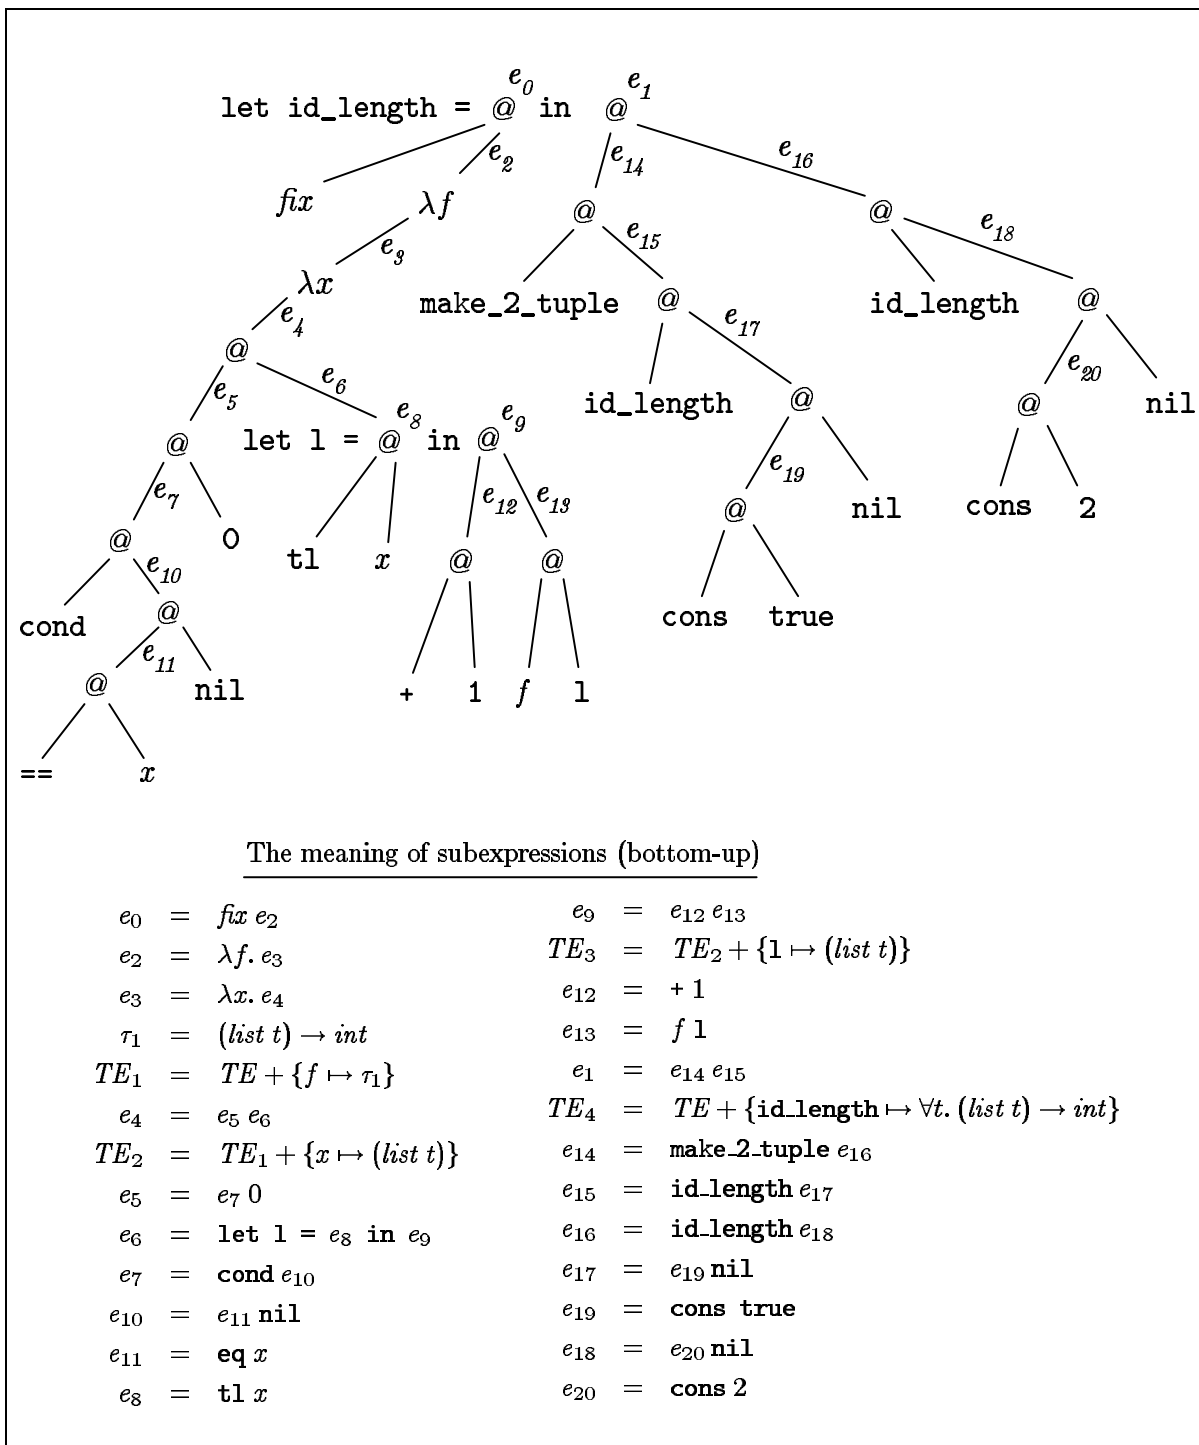 e₀ e₁
let id_length = @ in @
e₂ e₁₄ e₁₆
fix λf @ @
e₃ e₁₅ e₁₈
λx make_2_tuple @ id_length @
e₄ e₁₇ e₂₀
@
e₅ e₆ id_length @ @ nil
e₈ e₉
@ let l = @ in @
e₇ e₁₂ e₁₃ e₁₉
@ 0 tl x @ @ @ nil cons 2
e₁₀
cond @ cons true
e₁₁
@ nil + 1 f l
== x
The meaning of subexpressions (bottom-up)
e₀ = fix e₂
e₂ = λf. e₃
e₃ = λx. e₄
τ₁ = (list t) → int
TE₁ = TE + {f ↦ τ₁}
e₄ = e₅ e₆
TE₂ = TE₁ + {x ↦ (list t)}
e₅ = e₇ 0
e₆ = let l = e₈ in e₉
e₇ = cond e₁₀
e₁₀ = e₁₁ nil
e₁₁ = eq x
e₈ = tl x
e₉ = e₁₂ e₁₃
TE₃ = TE₂ + {l ↦ (list t)}
e₁₂ = + 1
e₁₃ = f l
e₁ = e₁₄ e₁₅
TE₄ = TE + {id_length ↦ ∀t. (list t) → int}
e₁₄ = make_2_tuple e₁₆
e₁₅ = id_length e₁₇
e₁₆ = id_length e₁₈
e₁₇ = e₁₉ nil
e₁₉ = cons true
e₁₈ = e₂₀ nil
e₂₀ = cons 2